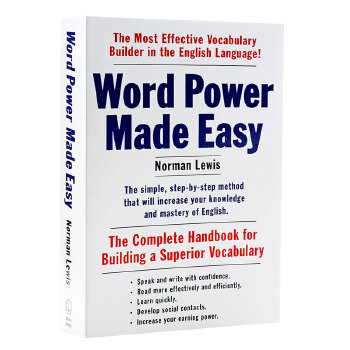 The Most Effective Vocabulary
Builder in the English Language!
Word Power
Made Easy
Norman Lewis
The simple, step-by-step method
that will increase your knowledge
and mastery of English.
The Complete Handbook for
Building a Superior Vocabulary
• Speak and write with confidence.
• Read more effectively and efficiently.
• Learn quickly.
• Develop social contacts.
• Increase your earning power.
Word Power Made Easy
Norman Lewis